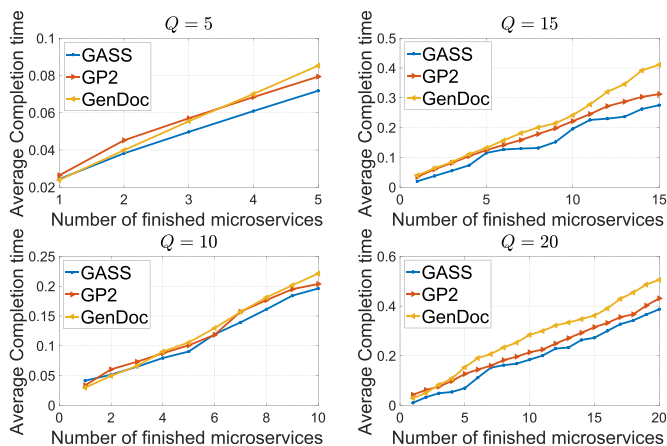 Q = 5
Average Completion time
0.1
0.08
0.06
0.04
0.02
GASS
GP2
GenDoc
1 2 3 4 5
Number of finished microservices
Q = 15
Average Completion time
0.5
0.4
0.3
0.2
0.1
0
GASS
GP2
GenDoc
0 5 10 15
Number of finished microservices
Q = 10
Average Completion time
0.25
0.2
0.15
0.1
0.05
0
GASS
GP2
GenDoc
0 2 4 6 8 10
Number of finished microservices
Q = 20
Average Completion time
0.6
0.4
0.2
0
GASS
GP2
GenDoc
0 5 10 15 20
Number of finished microservices